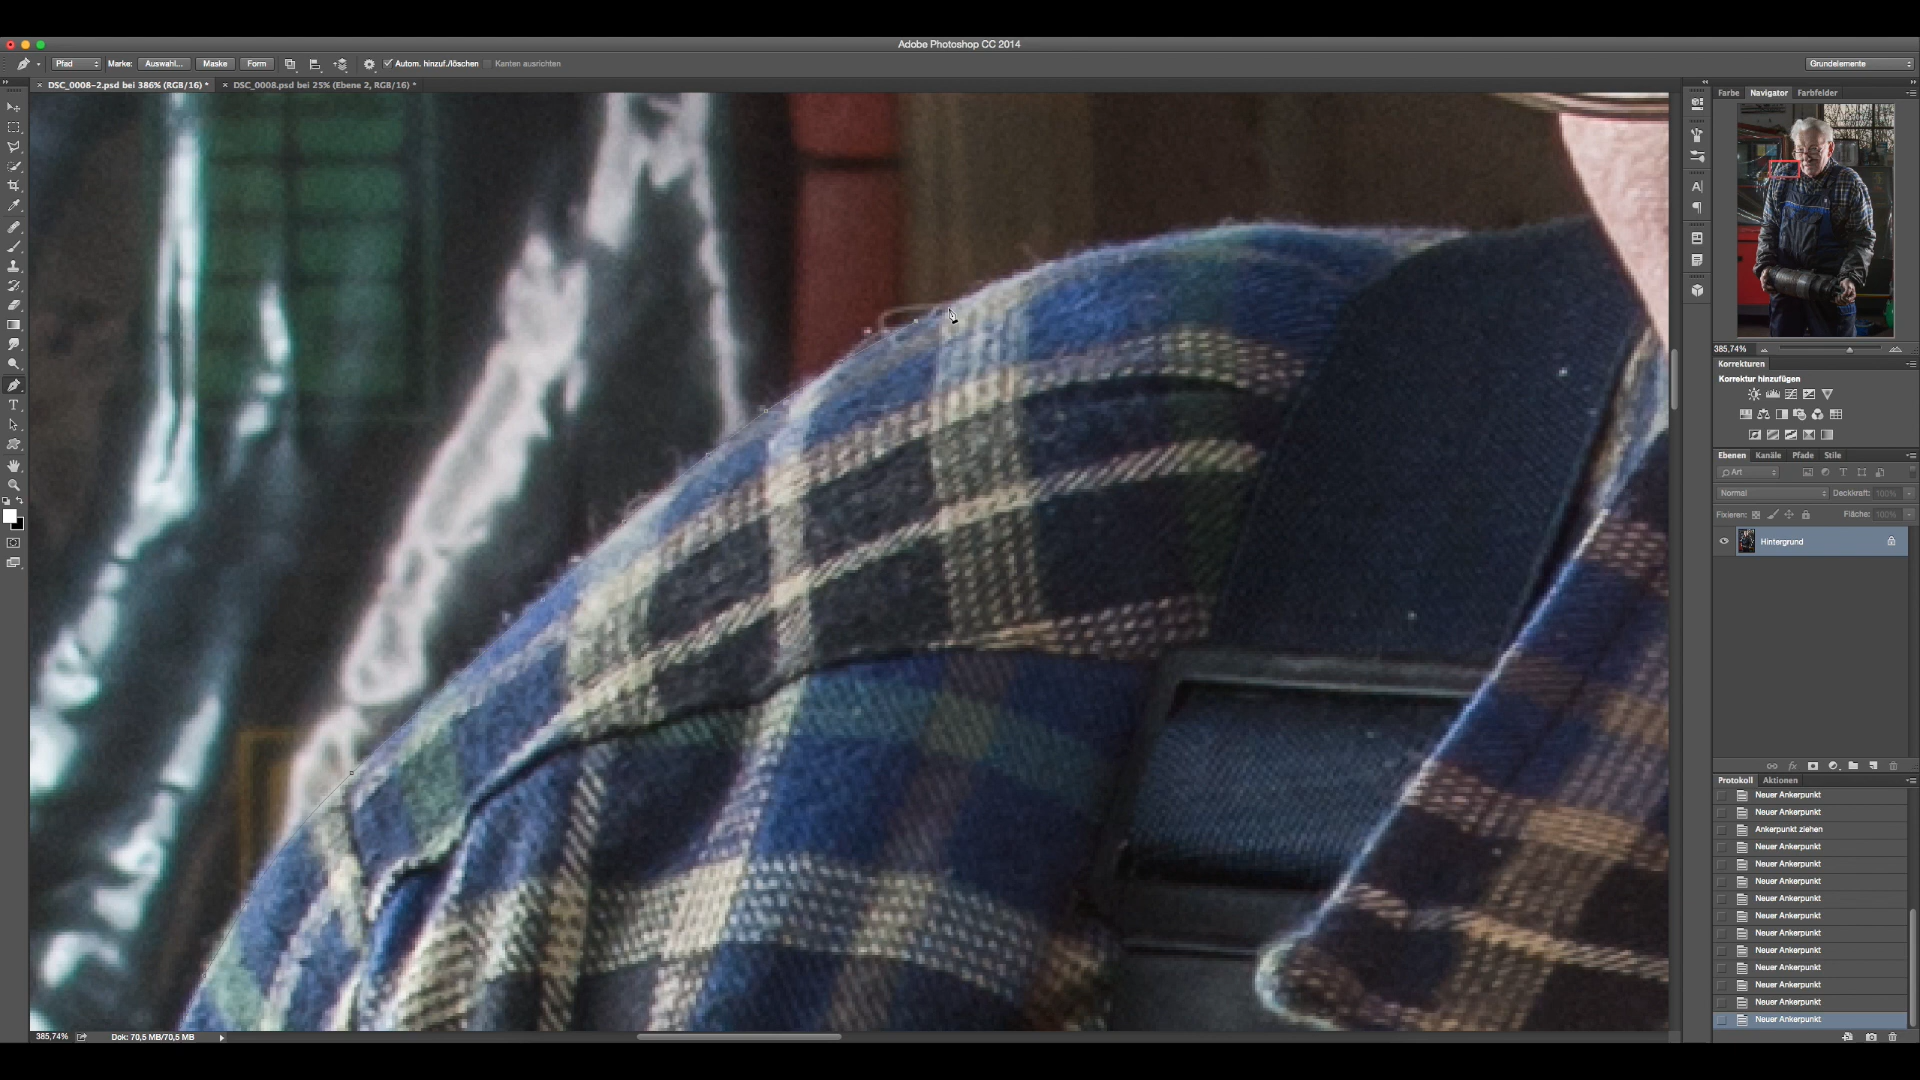 Adobe Photoshop CC 2014
Pfad Marke: Auswahl... Maske Form Autom. hinzuf./löschen Kanten ausrichten Grundelemente
× DSC_0008-2.psd bei 386% (RGB/16) * × DSC_0008.psd bei 25% (Ebene 2, RGB/16) *
Farbe Navigator Farbfelder
385,74%
Korrekturen
Korrektur hinzufügen
Ebenen Kanäle Pfade Stile
Art
Normal Deckkraft: 100%
Fixieren: Fläche: 100%
Hintergrund
Protokoll Aktionen
Neuer Ankerpunkt
Neuer Ankerpunkt
Ankerpunkt ziehen
Neuer Ankerpunkt
Neuer Ankerpunkt
Neuer Ankerpunkt
Neuer Ankerpunkt
Neuer Ankerpunkt
Neuer Ankerpunkt
Neuer Ankerpunkt
Neuer Ankerpunkt
Neuer Ankerpunkt
Neuer Ankerpunkt
Neuer Ankerpunkt
385,74% Dok: 70,5 MB/70,5 MB